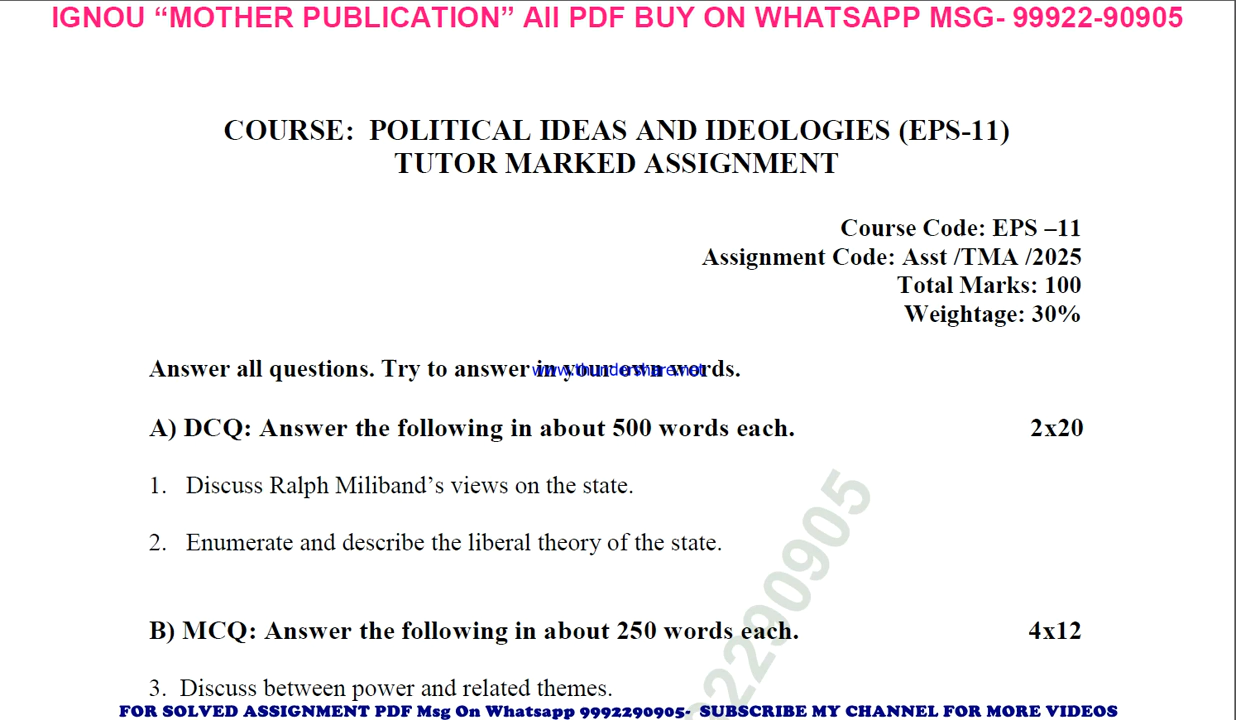 IGNOU “MOTHER PUBLICATION” All PDF BUY ON WHATSAPP MSG- 99922-90905
COURSE: POLITICAL IDEAS AND IDEOLOGIES (EPS-11)
TUTOR MARKED ASSIGNMENT
Course Code: EPS –11
Assignment Code: Asst /TMA /2025
Total Marks: 100
Weightage: 30%
Answer all questions. Try to answer in your own words.
www.thundershare.net
A) DCQ: Answer the following in about 500 words each. 2x20
1. Discuss Ralph Miliband’s views on the state.
2. Enumerate and describe the liberal theory of the state.
B) MCQ: Answer the following in about 250 words each. 4x12
3. Discuss between power and related themes.
2290905
FOR SOLVED ASSIGNMENT PDF Msg On Whatsapp 9992290905- SUBSCRIBE MY CHANNEL FOR MORE VIDEOS